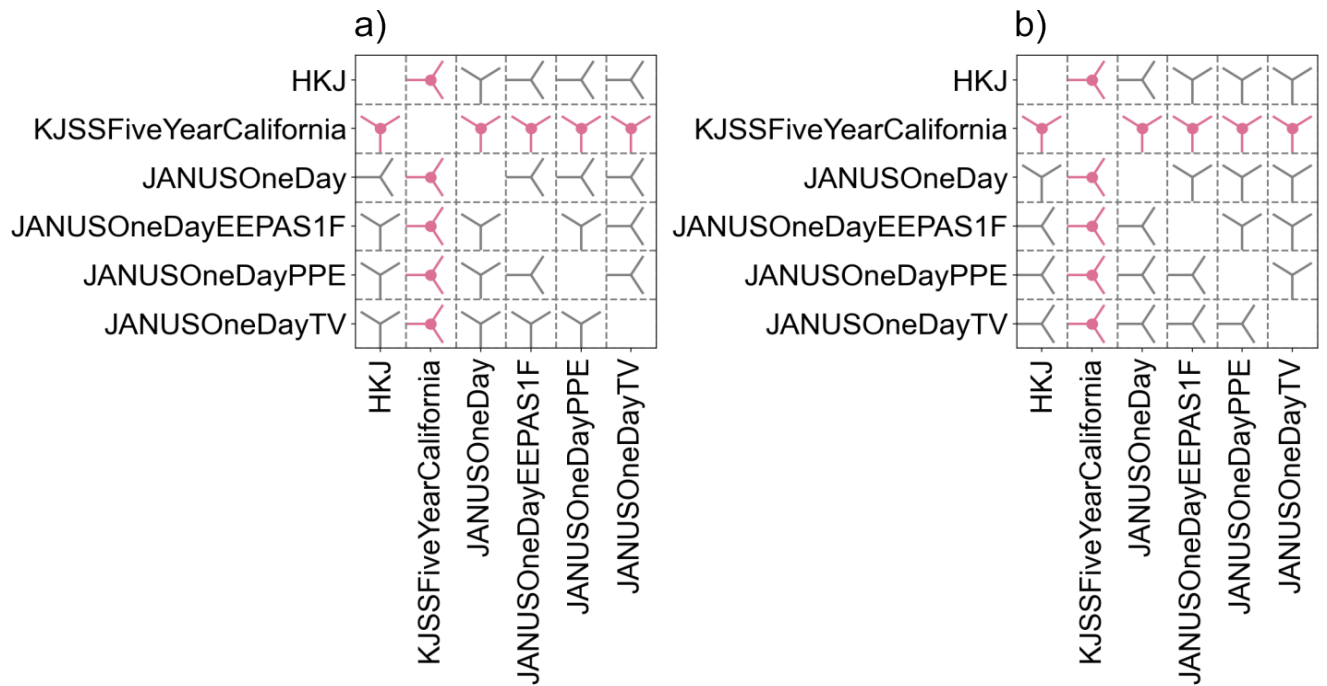 a)
HKJ
KJSSFiveYearCalifornia
JANUSOneDay
JANUSOneDayEEPAS1F
JANUSOneDayPPE
JANUSOneDayTV
HKJ
KJSSFiveYearCalifornia
JANUSOneDay
JANUSOneDayEEPAS1F
JANUSOneDayPPE
JANUSOneDayTV
b)
HKJ
KJSSFiveYearCalifornia
JANUSOneDay
JANUSOneDayEEPAS1F
JANUSOneDayPPE
JANUSOneDayTV
HKJ
KJSSFiveYearCalifornia
JANUSOneDay
JANUSOneDayEEPAS1F
JANUSOneDayPPE
JANUSOneDayTV